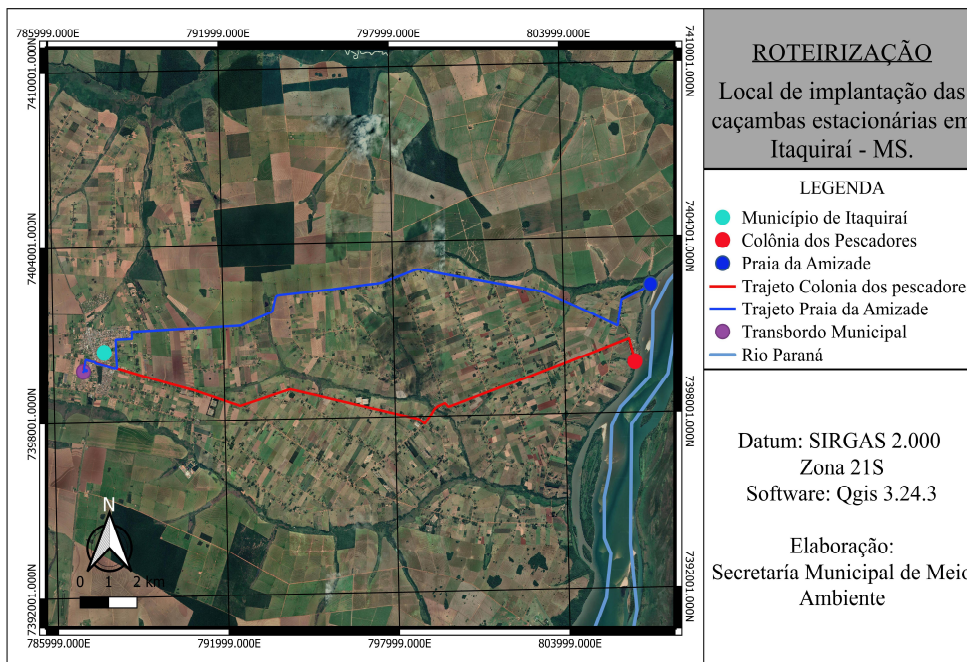 785999.000E
791999.000E
797999.000E
803999.000E
7410001.000N
7404001.000N
7398001.000N
7392001.000N
N
0 1 2 km
7410001.000N
7404001.000N
7398001.000N
7392001.000N
785999.000E
791999.000E
797999.000E
803999.000E
ROTEIRIZAÇÃO
Local de implantação das
caçambas estacionárias em
Itaquiraí - MS.
LEGENDA
Município de Itaquiraí
Colônia dos Pescadores
Praia da Amizade
Trajeto Colonia dos pescadore
Trajeto Praia da Amizade
Transbordo Municipal
Rio Paraná
Datum: SIRGAS 2.000
Zona 21S
Software: Qgis 3.24.3
Elaboração:
Secretaría Municipal de Meio
Ambiente